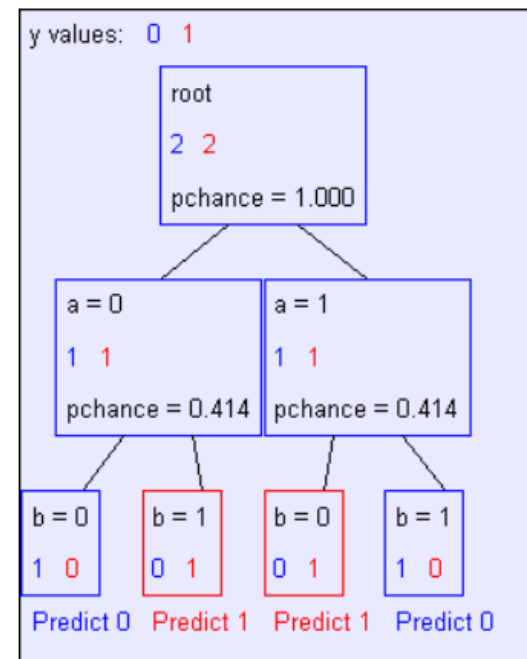 y values: 0 1
root
2 2
pchance = 1.000
a = 0
1 1
pchance = 0.414
a = 1
1 1
pchance = 0.414
b = 0
1 0
Predict 0
b = 1
0 1
Predict 1
b = 0
0 1
Predict 1
b = 1
1 0
Predict 0